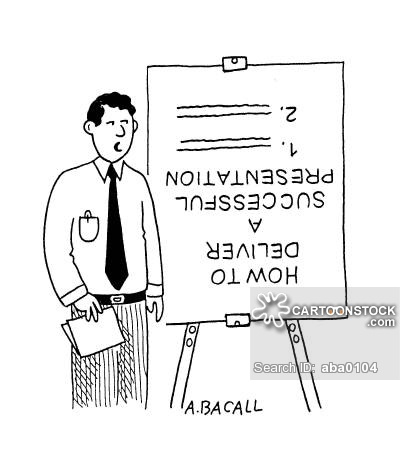 HOW TO
DELIVER
A
SUCCESSFUL
PRESENTATION
1.
2.
A.BACALL
CARTOONSTOCK
.com
Search ID: aba0104